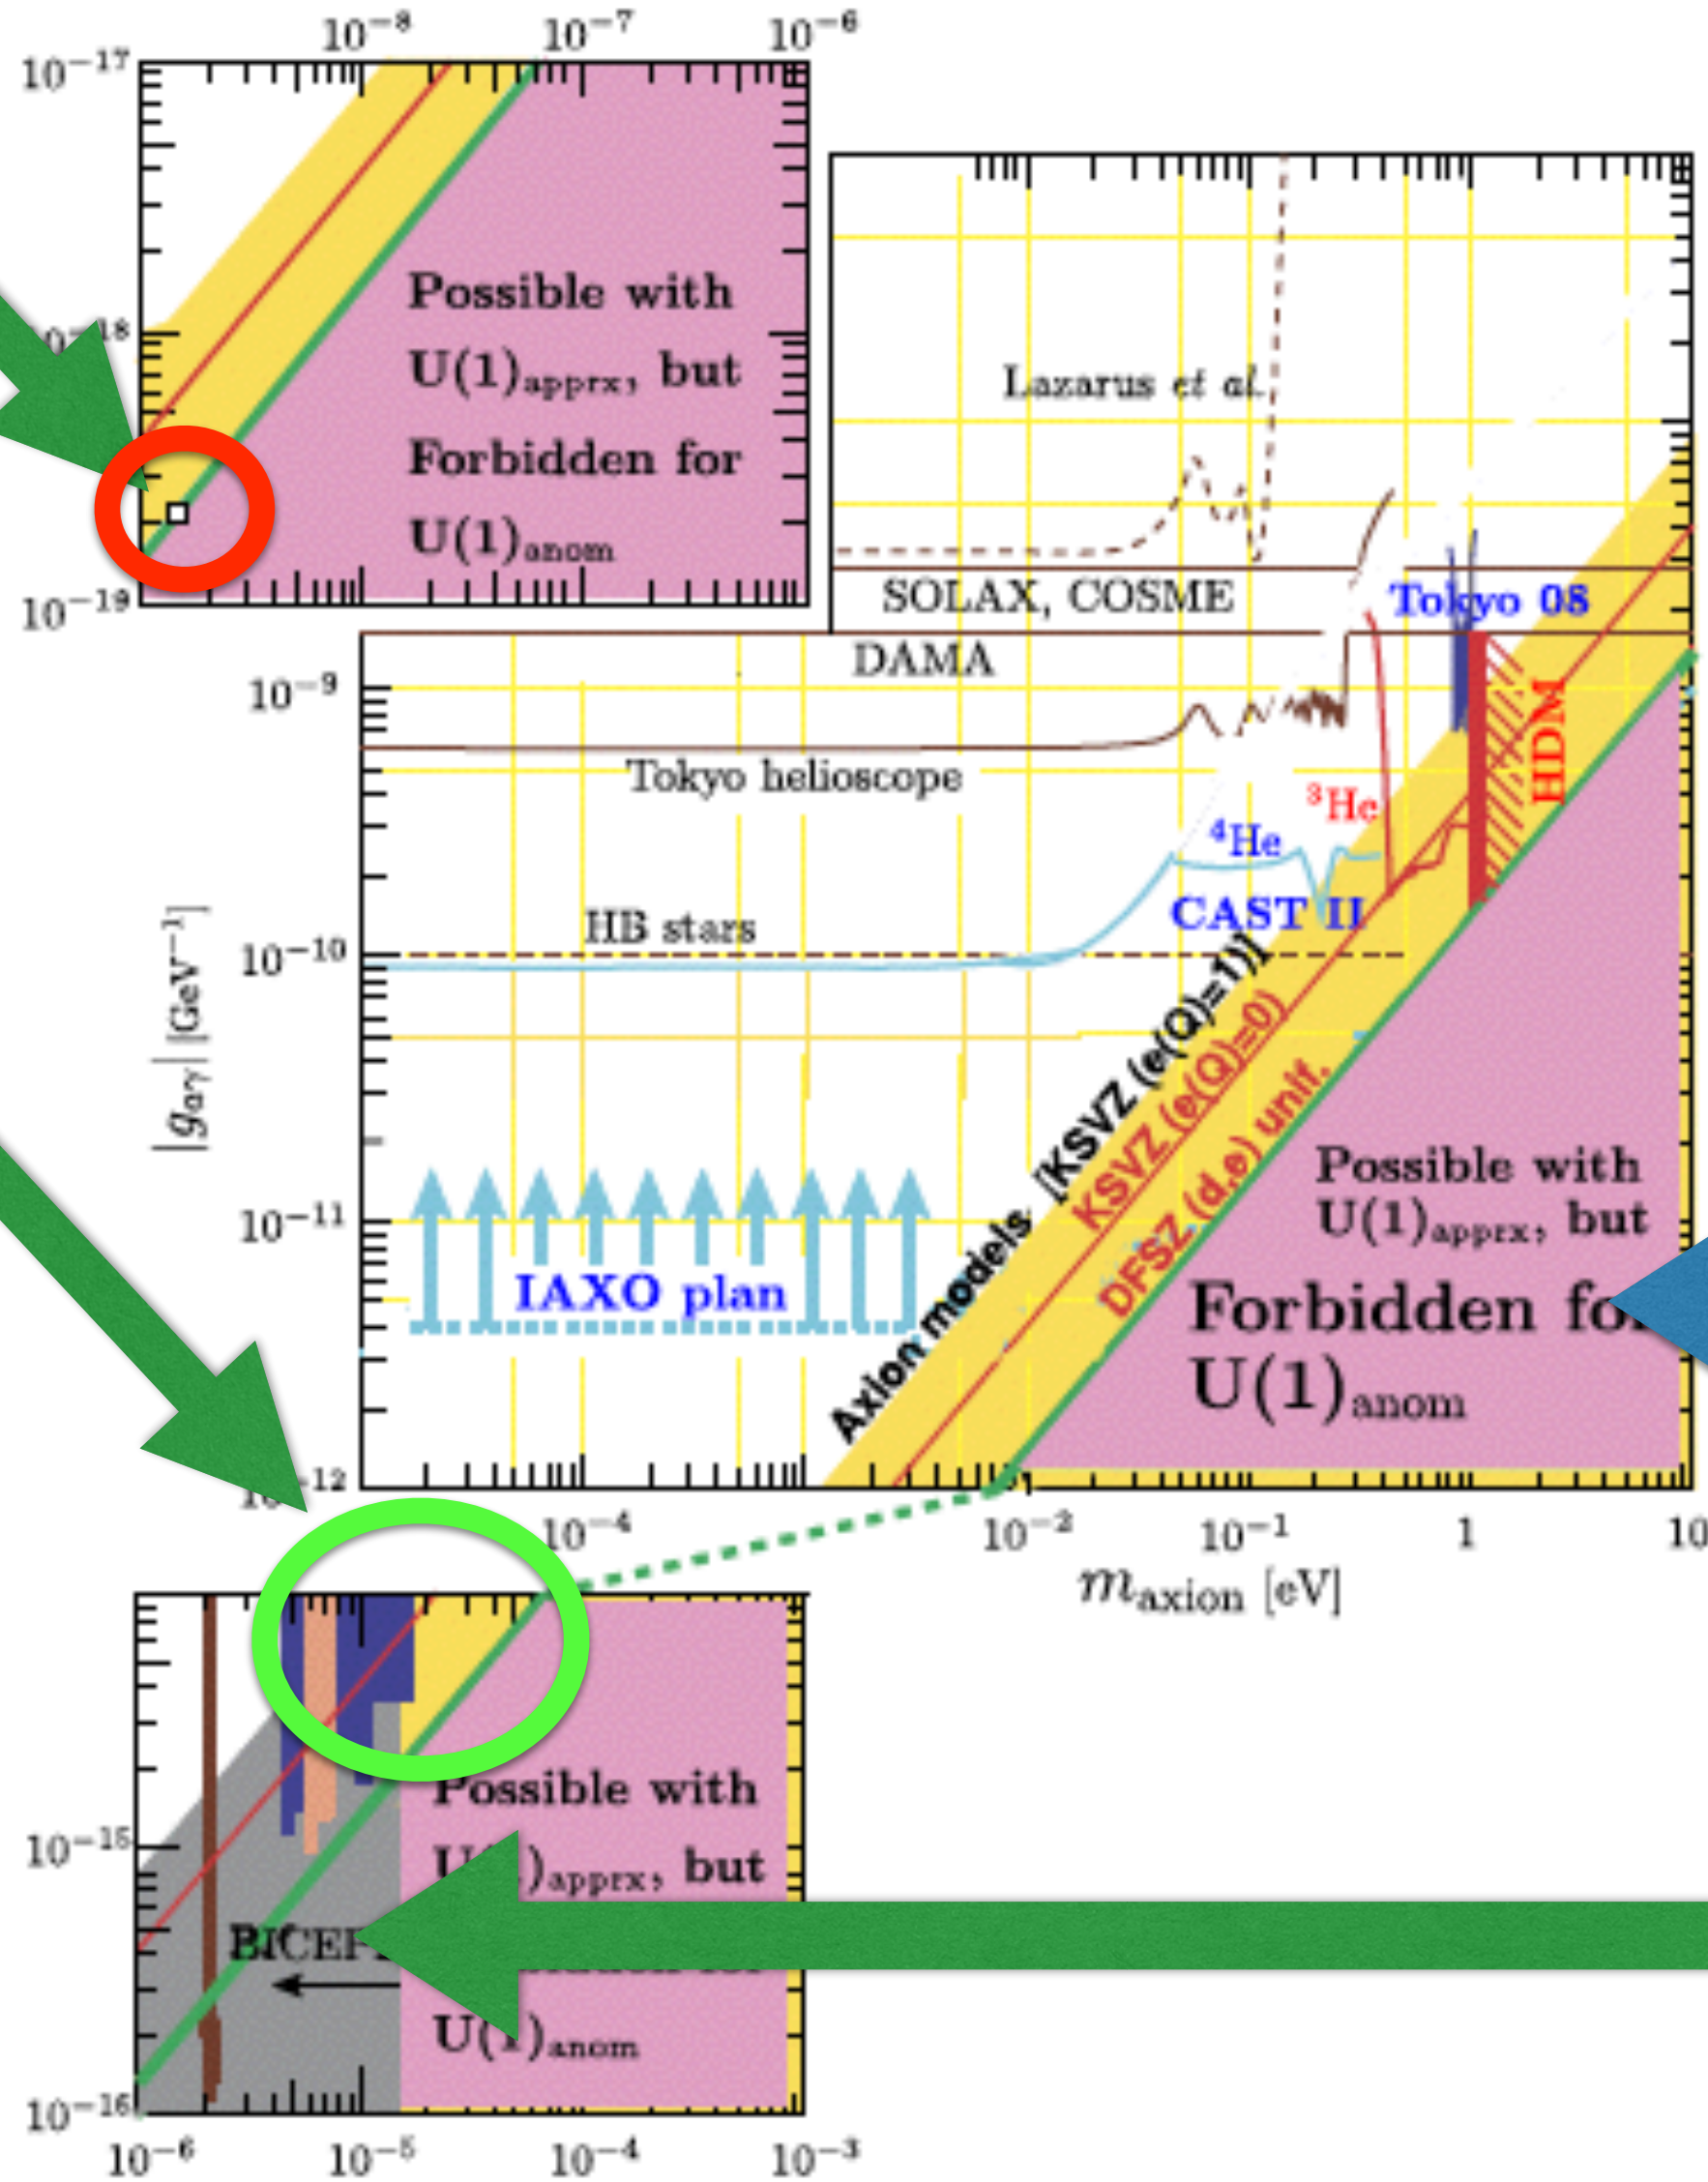 10⁻⁸ 10⁻⁷ 10⁻⁶
10⁻¹⁷
10⁻¹⁹
Possible with
U(1)apprx, but
Forbidden for
U(1)anom
Lazarus et al.
SOLAX, COSME
Tokyo 08
DAMA
10⁻⁹
HDM
Tokyo helioscope
³He
⁴He
CAST II
HB stars
10⁻¹⁰
|gαγ| [GeV⁻¹]
Axion models [KSVZ (e(Q)=1)]
KSVZ (e(Q)=0)
DFSZ (d,e) unif.
10⁻¹¹
IAXO plan
Possible with
U(1)apprx, but
Forbidden
U(1)anom
10⁻⁴ 10⁻² 10⁻¹ 1 10
maxion [eV]
Possible with
apprx, but
10⁻¹⁵
U(1)anom
10⁻¹⁶
10⁻⁶ 10⁻⁵ 10⁻⁴ 10⁻³